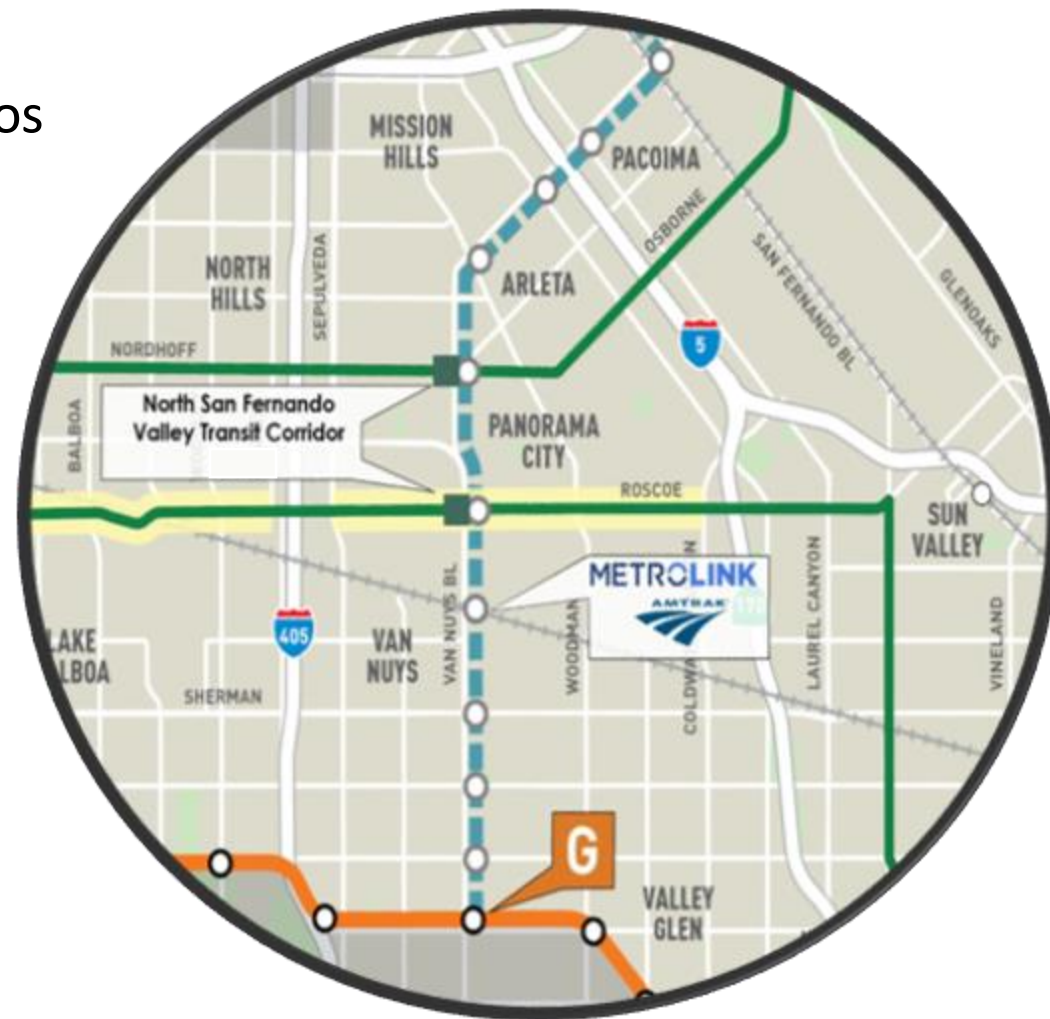 os
MISSION
HILLS
PACOIMA
OSBORNE
SAN FERNANDO BL
GLENOAKS
NORTH
HILLS
SEPULVEDA
ARLETA
5
NORDHOFF
North San Fernando
Valley Transit Corridor
BALBOA
PANORAMA
CITY
ROSCOE
SUN
VALLEY
METROLINK
AMTRAK
170
LAKE
LBOA
405
VAN
NUYS
VAN NUYS BL
WOODMAN
LAUREL CANYON
VINELAND
SHERMAN
G
VALLEY
GLEN